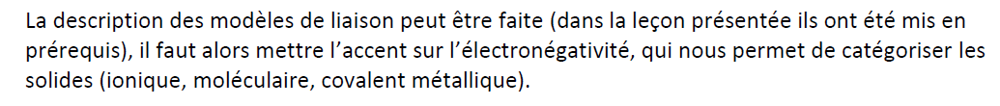 La description des modèles de liaison peut être faite (dans la leçon présentée ils ont été mis en
prérequis), il faut alors mettre l’accent sur l’électronégativité, qui nous permet de catégoriser les
solides (ionique, moléculaire, covalent métallique).